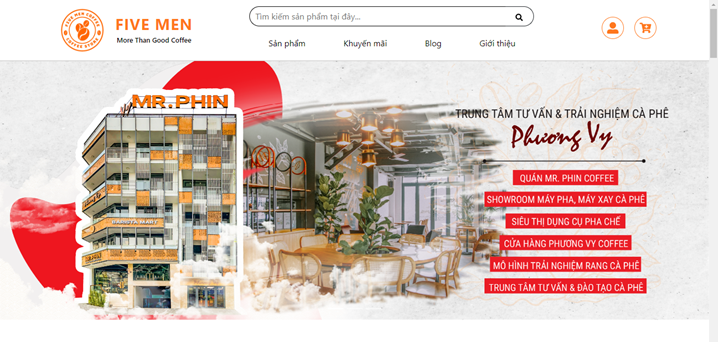 FIVE MEN COFFEE
COFFEE STORE
FIVE MEN
More Than Good Coffee
Tìm kiếm sản phẩm tại đây...
Sản phẩm
Khuyến mãi
Blog
Giới thiệu
MR.PHIN
TRUNG TÂM TƯ VẤN & TRẢI NGHIỆM CÀ PHÊ
Phương Vy
QUÁN MR. PHIN COFFEE
SHOWROOM MÁY PHA, MÁY XAY CÀ PHÊ
SIÊU THỊ DỤNG CỤ PHA CHẾ
CỬA HÀNG PHƯƠNG VY COFFEE
MÔ HÌNH TRẢI NGHIỆM RANG CÀ PHÊ
TRUNG TÂM TƯ VẤN & ĐÀO TẠO CÀ PHÊ